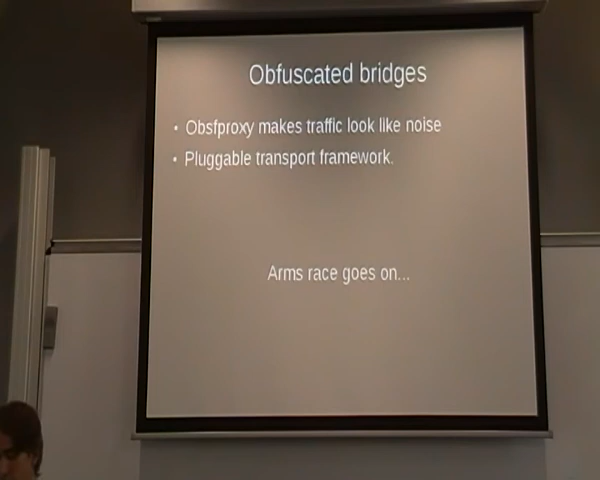 Obfuscated bridges
• Obsfproxy makes traffic look like noise
• Pluggable transport framework.
Arms race goes on...